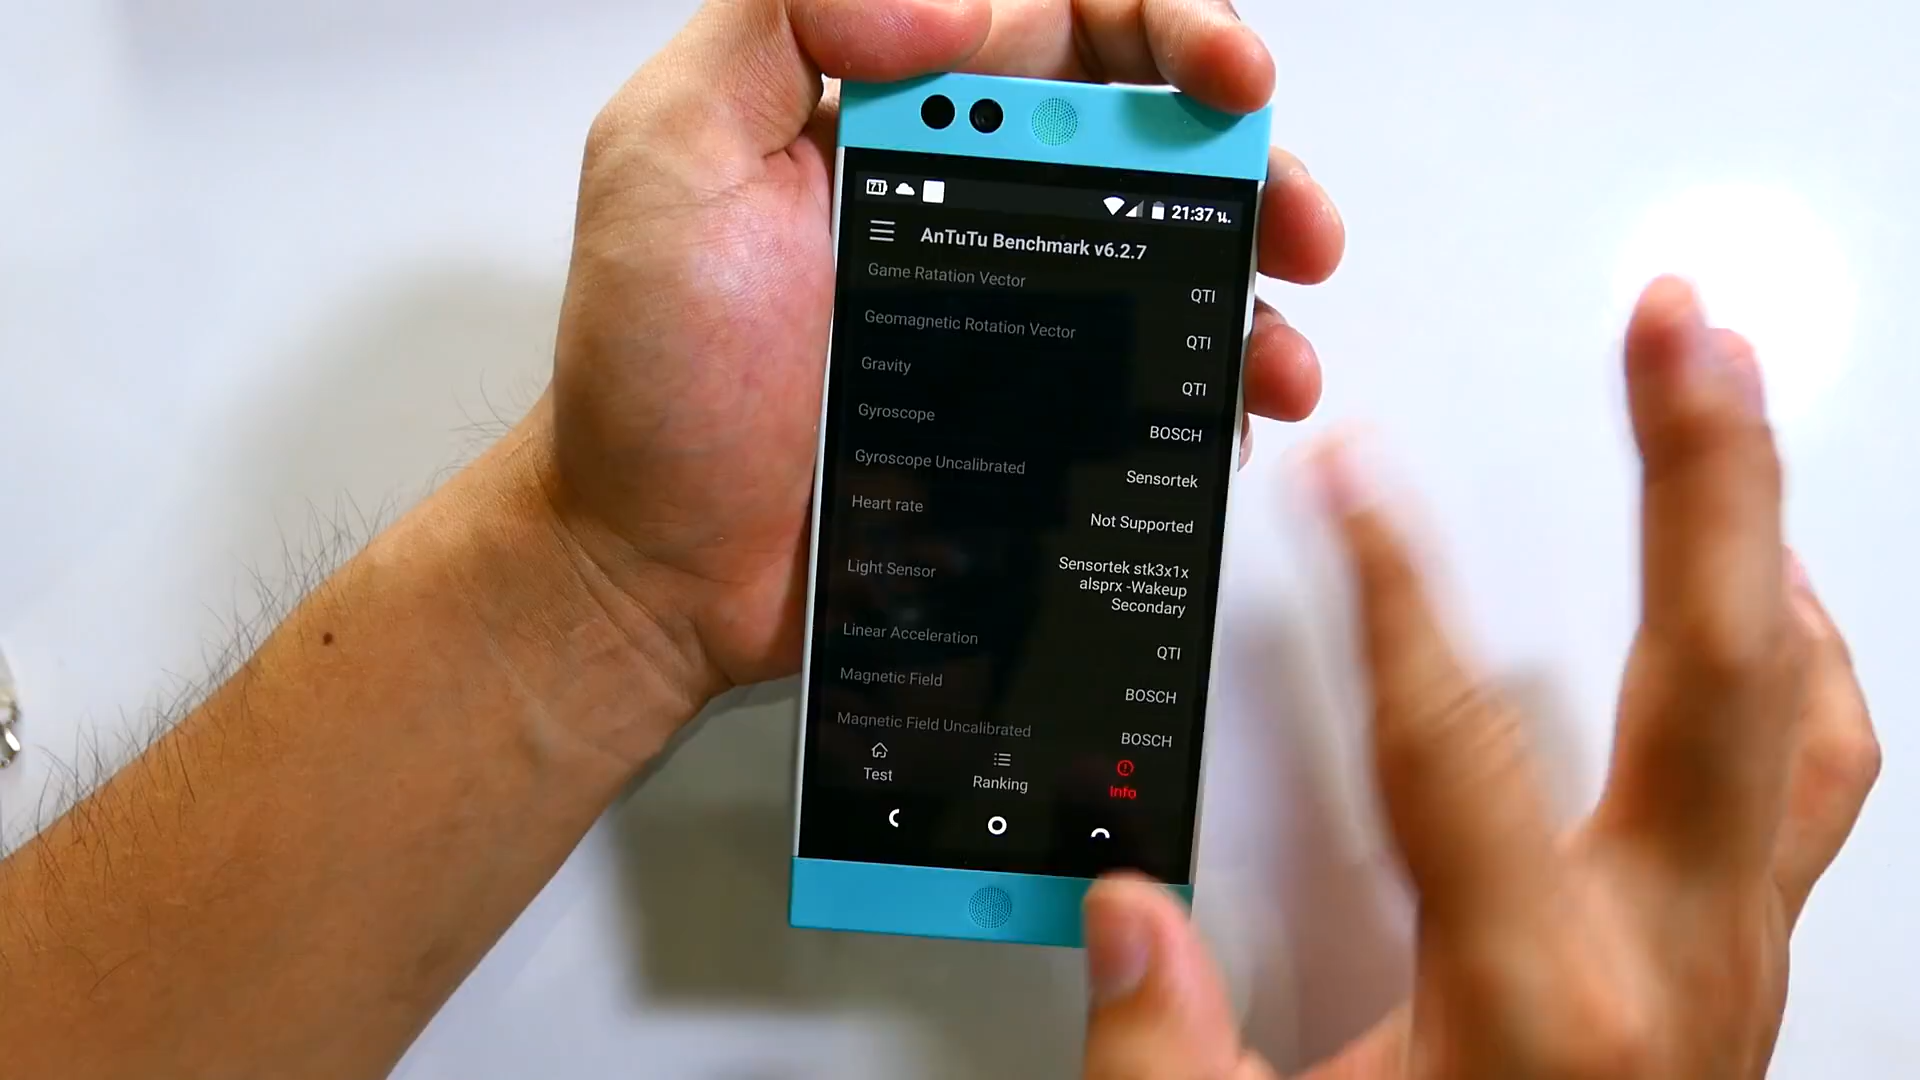 71
21:37 น.
AnTuTu Benchmark v6.2.7
Game Ratation Vector
QTI
Geomagnetic Rotation Vector
QTI
Gravity
QTI
Gyroscope
BOSCH
Gyroscope Uncalibrated
Sensortek
Heart rate
Not Supported
Light Sensor
Sensortek stk3x1x
alsprx -Wakeup
Secondary
Linear Acceleration
QTI
Magnetic Field
BOSCH
Magnetic Field Uncalibrated
BOSCH
Test
Ranking
Info